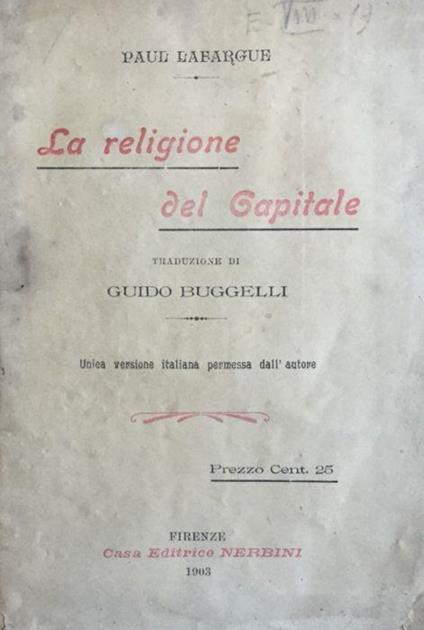 E-VIII
PAUL LAFARGUE
La religione
del Capitale
TRADUZIONE DI
GUIDO BUGGELLI
Unica versione italiana permessa dall'autore
Prezzo Cent. 25
FIRENZE
Casa Editrice NERBINI
1903